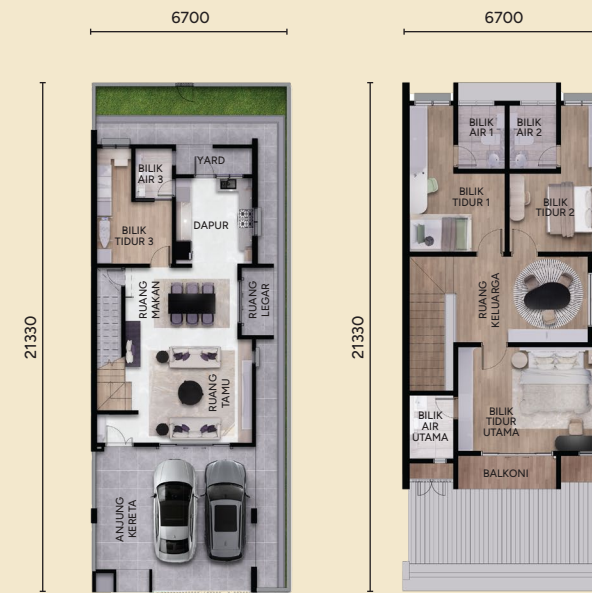 6700
6700
21330
21330
BILIK
AIR 3
YARD
DAPUR
BILIK
TIDUR 3
RUANG
MAKAN
RUANG
LEGAR
RUANG
TAMU
ANJUNG
KERETA
BILIK
AIR 1
BILIK
AIR 2
BILIK
TIDUR 1
BILIK
TIDUR 2
RUANG
KELUARGA
BILIK
AIR
UTAMA
BILIK
TIDUR
UTAMA
BALKONI